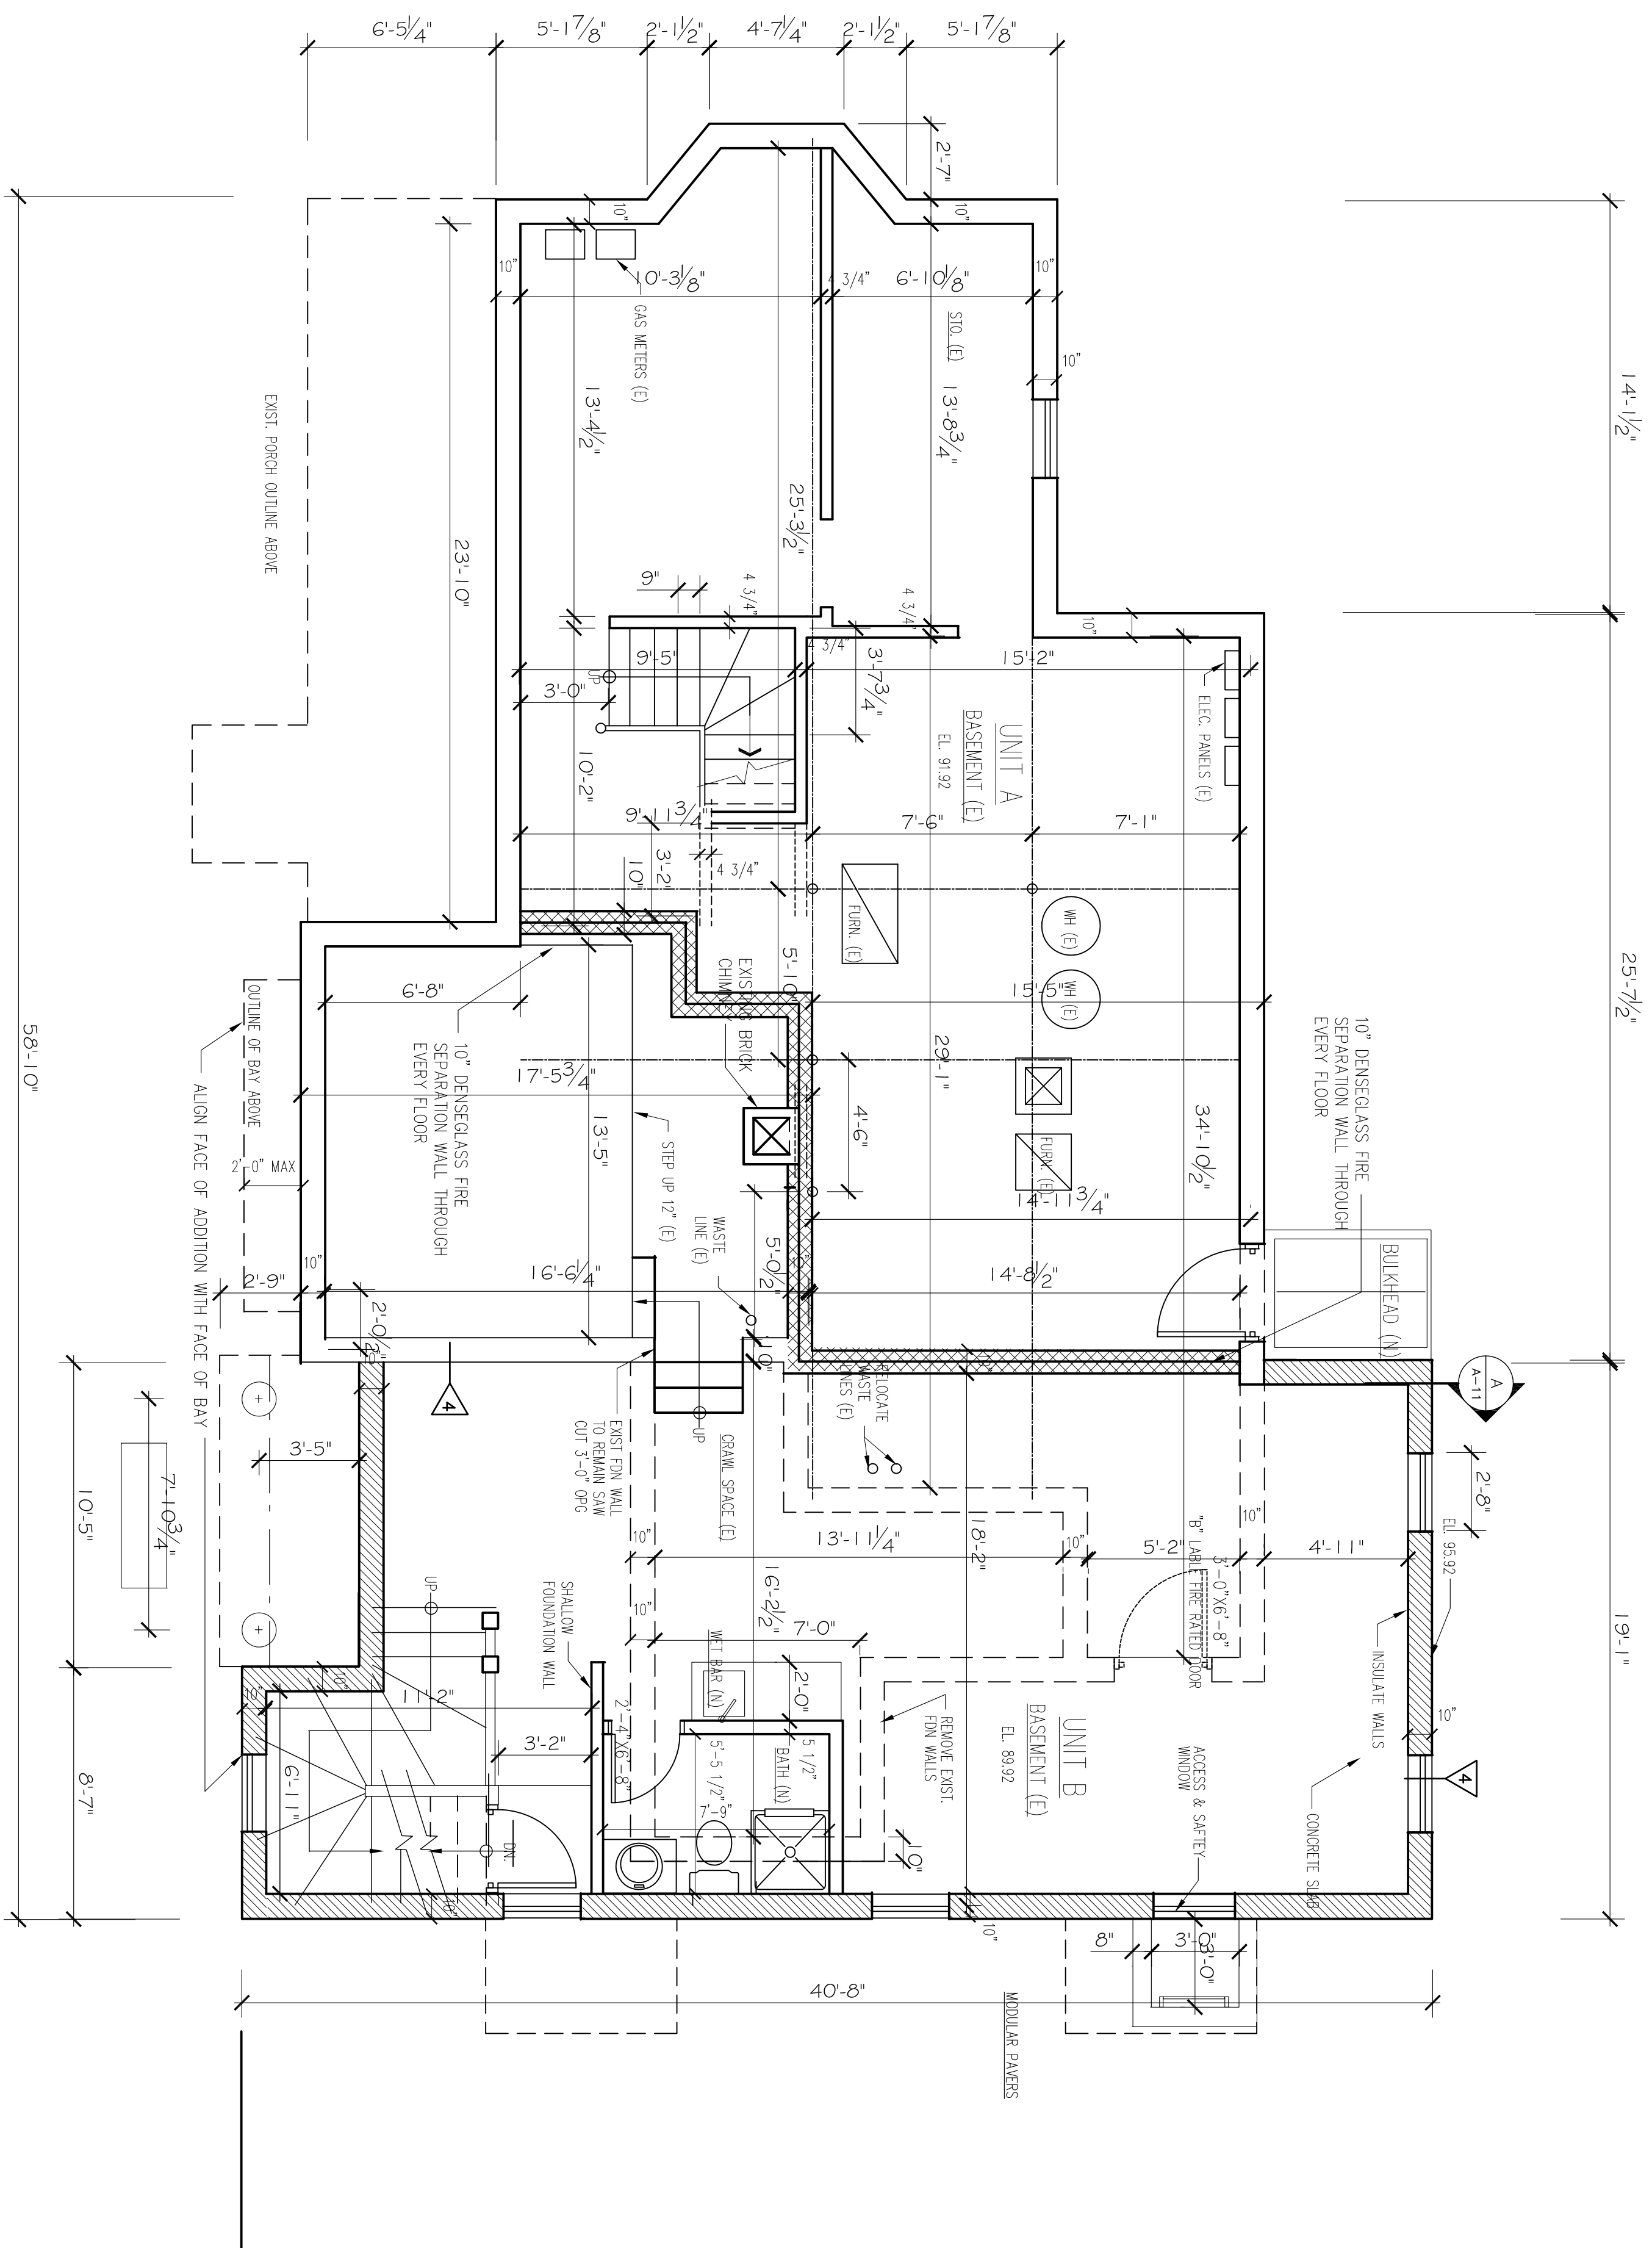 6'-5 1/4"
5'-1 7/8"
2'-1 1/2"
4'-7 1/4"
2'-1 1/2"
5'-1 7/8"
14'-1 1/2"
25'-7 1/2"
19'-1"
58'-10"
23'-10"
10'-5"
8'-7"
40'-8"
2'-7"
10"
10"
10"
10"
10'-3 1/8"
4 3/4"
6'-10 1/8"
10"
GAS METERS (E)
STO. (E)
13'-4 1/2"
13'-8 3/4"
25'-3 1/2"
EXIST. PORCH OUTLINE ABOVE
9"
4 3/4"
4 3/4"
4 3/4"
10"
9'-5"
3'-7 3/4"
15'-2"
UP
3'-0"
ELEC. PANELS (E)
UNIT A
BASEMENT (E)
EL. 91.92
10'-2"
9'-11 3/4"
7'-6"
7'-1"
3'-2"
10"
4 3/4"
FURN. (E)
WH (E)
WH (E)
5'-10"
15'-5"
6'-8"
EXISTING BRICK
OUTLINE OF BAY ABOVE
ALIGN FACE OF ADDITION WITH FACE OF BAY
10" DENSEGLASS FIRE
SEPARATION WALL THROUGH
EVERY FLOOR
10" DENSEGLASS FIRE
SEPARATION WALL THROUGH
EVERY FLOOR
17'-5 3/4"
13'-5"
4'-6"
29'-1"
34'-10 1/2"
STEP UP 12" (E)
FURN. (E)
14'-11 3/4"
2'-0" MAX
WASTE
LINE (E)
5'-0 1/2"
BULKHEAD (N)
10"
2'-9"
16'-6 1/4"
14'-8 1/2"
10"
10"
RELOCATE
WASTE
LINES (E)
A
A-11
4
UP
CRAWL SPACE (E)
EXIST FDN WALL
TO REMAIN SAW
CUT 3'-0" OPG
3'-5"
7'-10 3/4"
2'-8"
EL. 95.92
18'-2"
10"
13'-11 1/4"
10"
5'-2"
10"
4'-11"
3'-0"X6'-8"
"B" LABLE FIRE RATED DOOR
INSULATE WALLS
SHALLOW
FOUNDATION WALL
UP
16'-2 1/2"
10"
7'-0"
WET BAR (N)
2'-0"
REMOVE EXIST.
FDN WALLS
UNIT B
BASEMENT (E)
EL. 89.92
ACCESS & SAFTEY
WINDOW
CONCRETE SLAB
10"
4
10"
10"
11'-2"
3'-2"
6'-11"
2'-4"X6'-8"
5'-5 1/2"
5 1/2"
BATH (N)
7'-9"
10"
DN
10"
10"
8"
3'-0"
3'-0"
MODULAR PAVERS